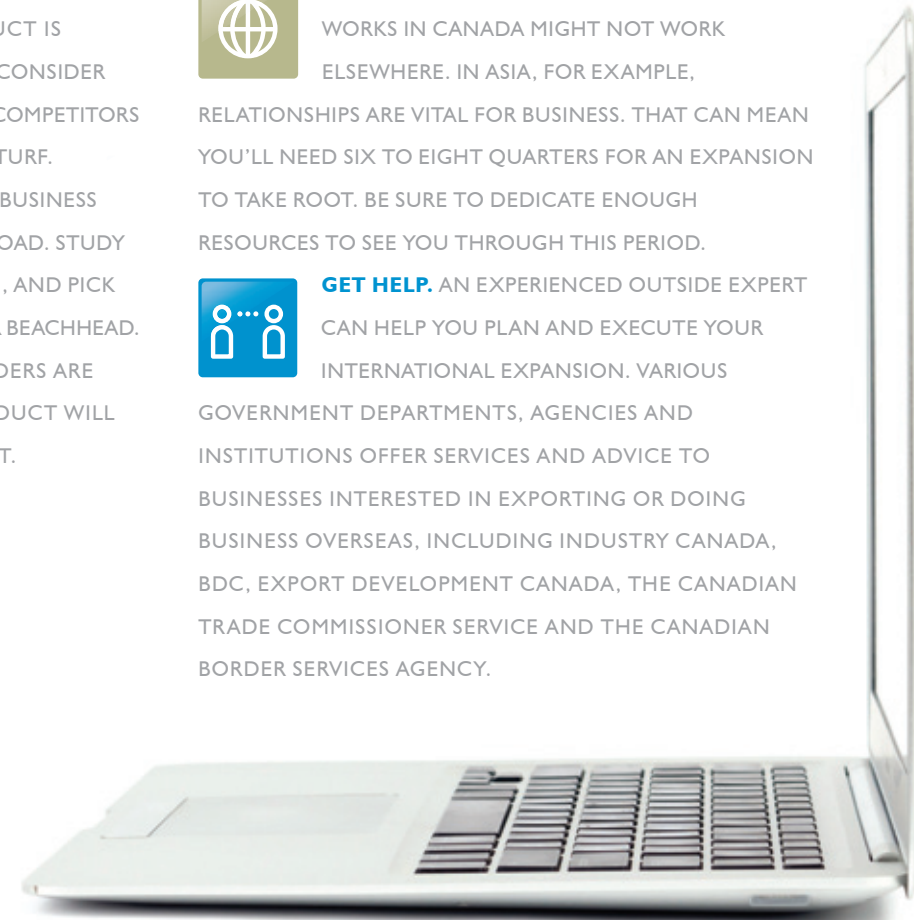 UCT IS
CONSIDER
COMPETITORS
TURF.
BUSINESS
OAD. STUDY
, AND PICK
BEACHHEAD.
DERS ARE
DUCT WILL
T.
WORKS IN CANADA MIGHT NOT WORK
ELSEWHERE. IN ASIA, FOR EXAMPLE,
RELATIONSHIPS ARE VITAL FOR BUSINESS. THAT CAN MEAN
YOU'LL NEED SIX TO EIGHT QUARTERS FOR AN EXPANSION
TO TAKE ROOT. BE SURE TO DEDICATE ENOUGH
RESOURCES TO SEE YOU THROUGH THIS PERIOD.
GET HELP. AN EXPERIENCED OUTSIDE EXPERT
CAN HELP YOU PLAN AND EXECUTE YOUR
INTERNATIONAL EXPANSION. VARIOUS
GOVERNMENT DEPARTMENTS, AGENCIES AND
INSTITUTIONS OFFER SERVICES AND ADVICE TO
BUSINESSES INTERESTED IN EXPORTING OR DOING
BUSINESS OVERSEAS, INCLUDING INDUSTRY CANADA,
BDC, EXPORT DEVELOPMENT CANADA, THE CANADIAN
TRADE COMMISSIONER SERVICE AND THE CANADIAN
BORDER SERVICES AGENCY.